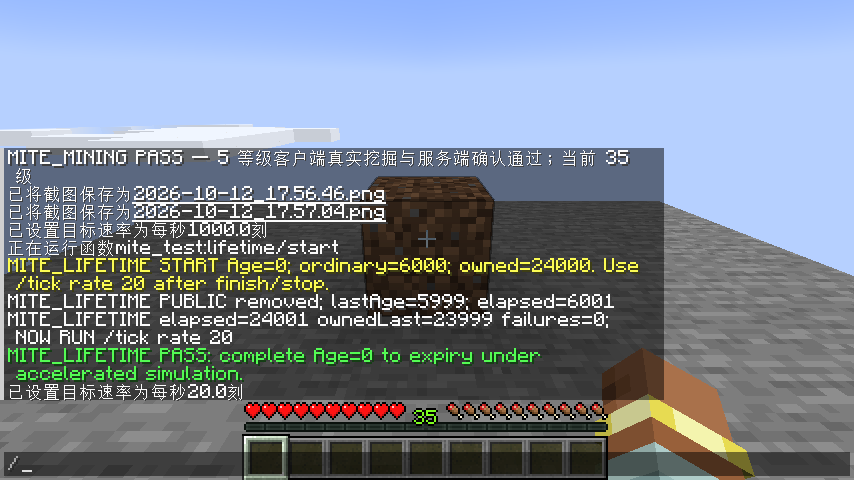 MITE_MINING PASS — 5 等级客户端真实挖掘与服务端确认通过；当前 35
级
已将截图保存为2026-10-12_17.56.46.png
已将截图保存为2026-10-12_17.57.04.png
已设置目标速率为每秒1000.0刻
正在运行函数mite_test:lifetime/start
MITE_LIFETIME START Age=0; ordinary=6000; owned=24000. Use
/tick rate 20 after finish/stop.
MITE_LIFETIME PUBLIC removed; lastAge=5999; elapsed=6001
MITE_LIFETIME elapsed=24001 ownedLast=23999 failures=0;
NOW RUN /tick rate 20
MITE_LIFETIME PASS: complete Age=0 to expiry under
accelerated simulation.
已设置目标速率为每秒20.0刻
35
/_